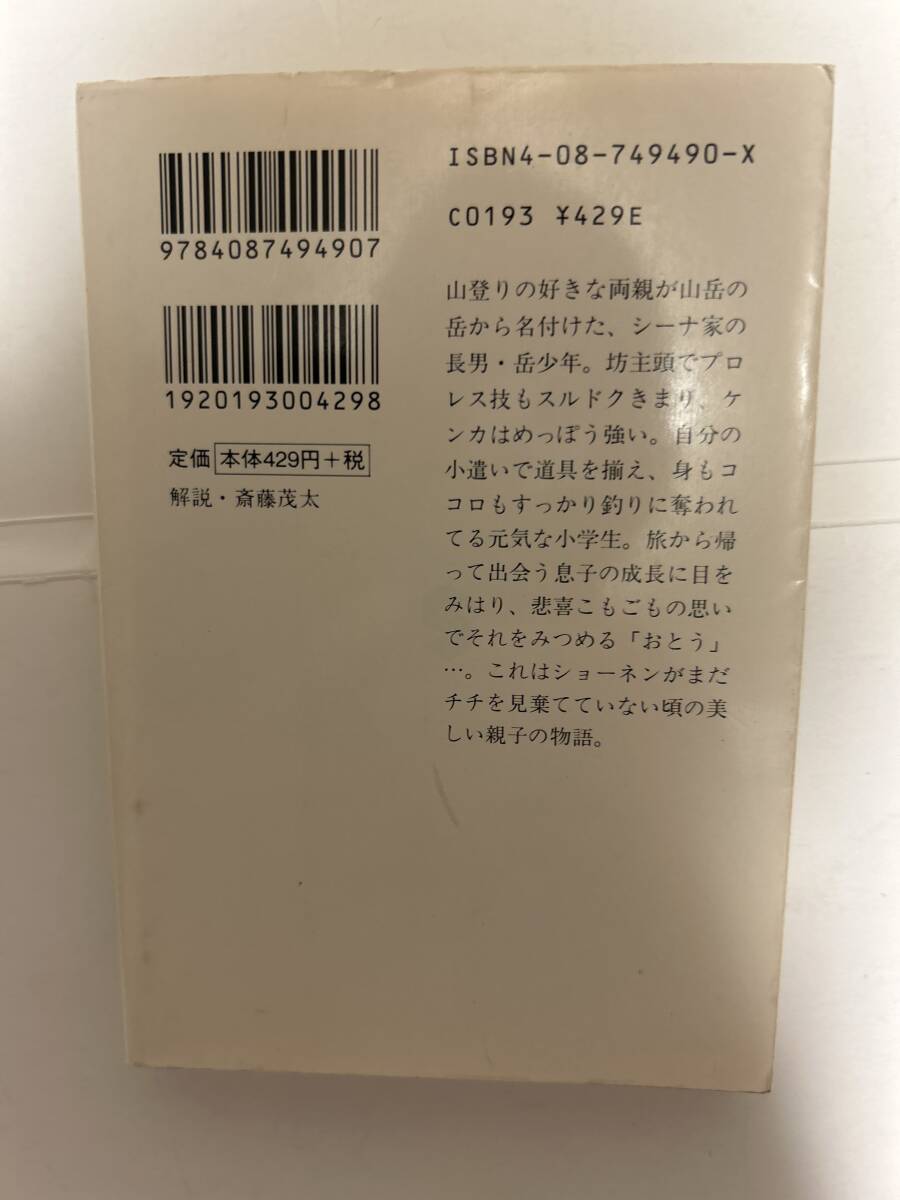 9784087494907
1920193004298
定価 本体429円+税
解説・斎藤茂太
ISBN4-08-749490-X
C0193 ¥429E
山登りの好きな両親が山岳の
岳から名付けた、シーナ家の
長男・岳少年。坊主頭でプロ
レス技もスルドクきまり、ケ
ンカはめっぽう強い。自分の
小遣いで道具を揃え、身もコ
コロもすっかり釣りに奪われ
てる元気な小学生。旅から帰
って出会う息子の成長に目を
みはり、悲喜こもごもの思い
でそれをみつめる「おとう」
…。これはショーネンがまだ
チチを見棄てていない頃の美
しい親子の物語。